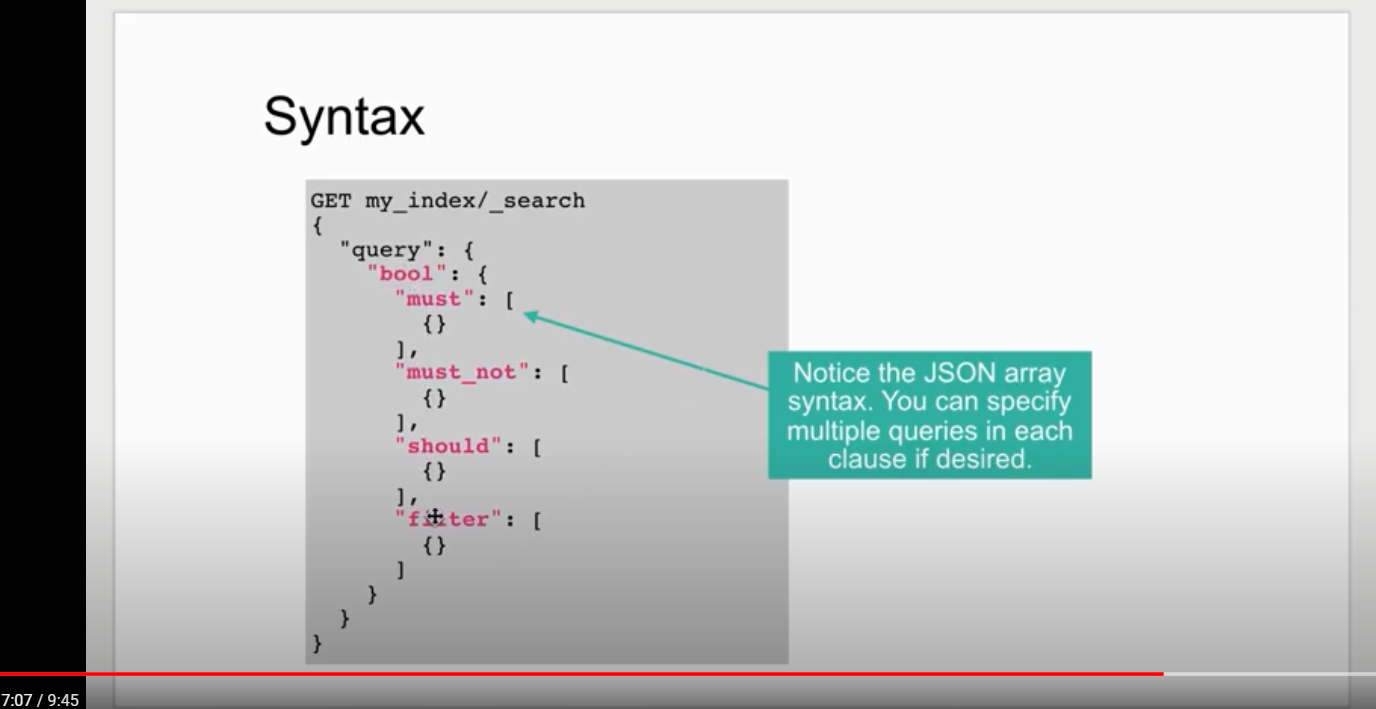 Syntax
GET my_index/_search
{
"query": {
"bool": {
"must": [
{}
],
"must_not": [
{}
],
"should": [
{}
],
"filter": [
{}
]
}
}
}
Notice the JSON array
syntax. You can specify
multiple queries in each
clause if desired.
7:07 / 9:45